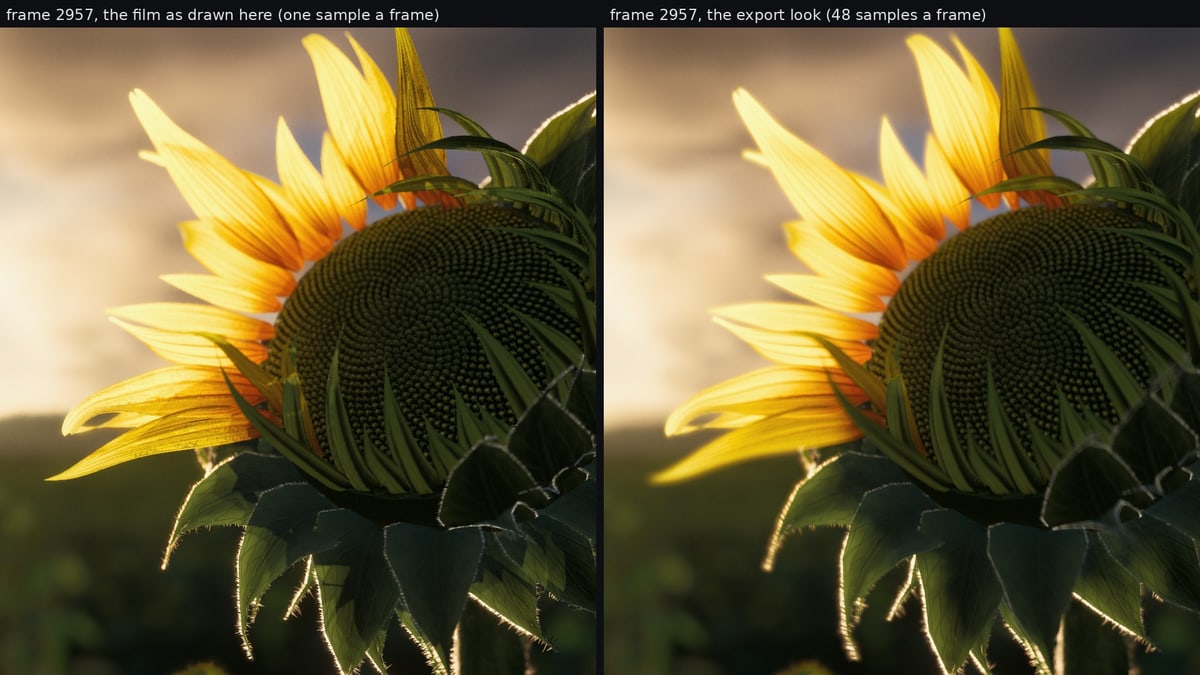 frame 2957, the film as drawn here (one sample a frame)
frame 2957, the export look (48 samples a frame)